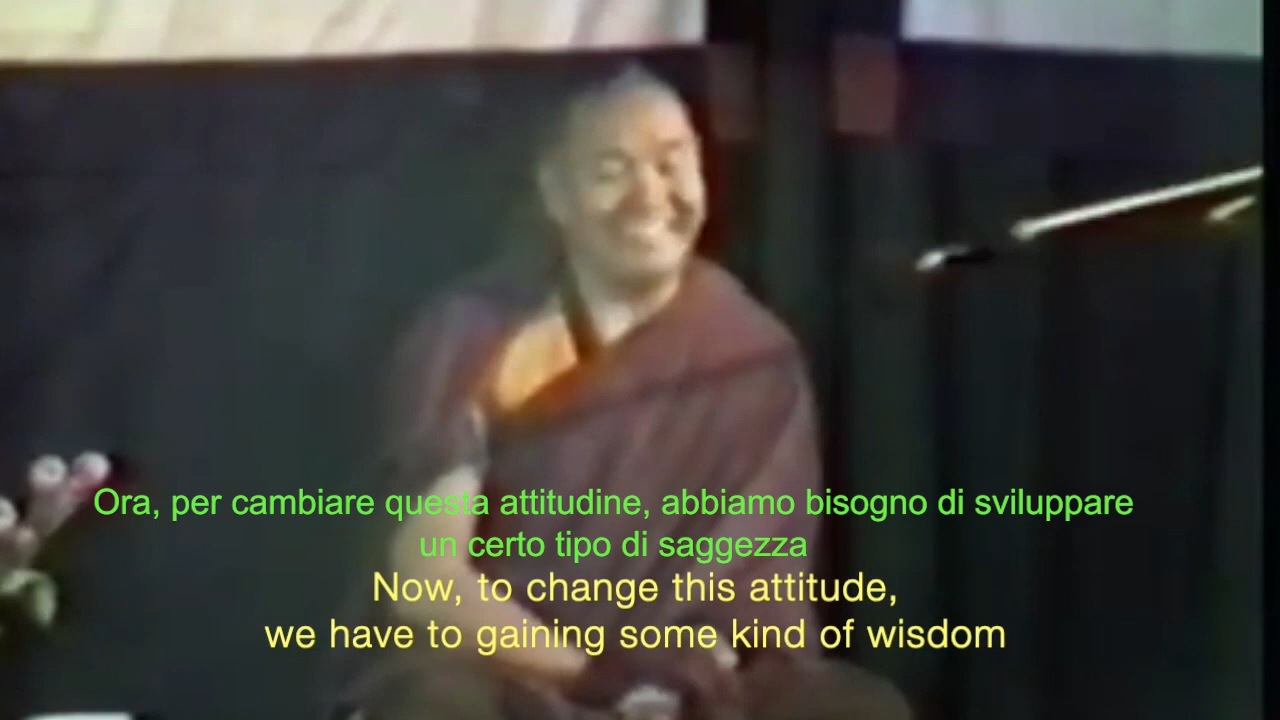 Ora, per cambiare questa attitudine, abbiamo bisogno di sviluppare
un certo tipo di saggezza
Now, to change this attitude,
we have to gaining some kind of wisdom